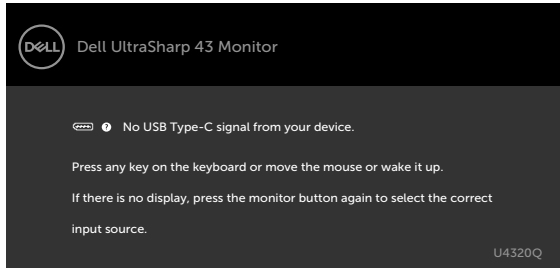 DELL
Dell UltraSharp 43 Monitor
? No USB Type-C signal from your device.
Press any key on the keyboard or move the mouse or wake it up.
If there is no display, press the monitor button again to select the correct
input source.
U4320Q